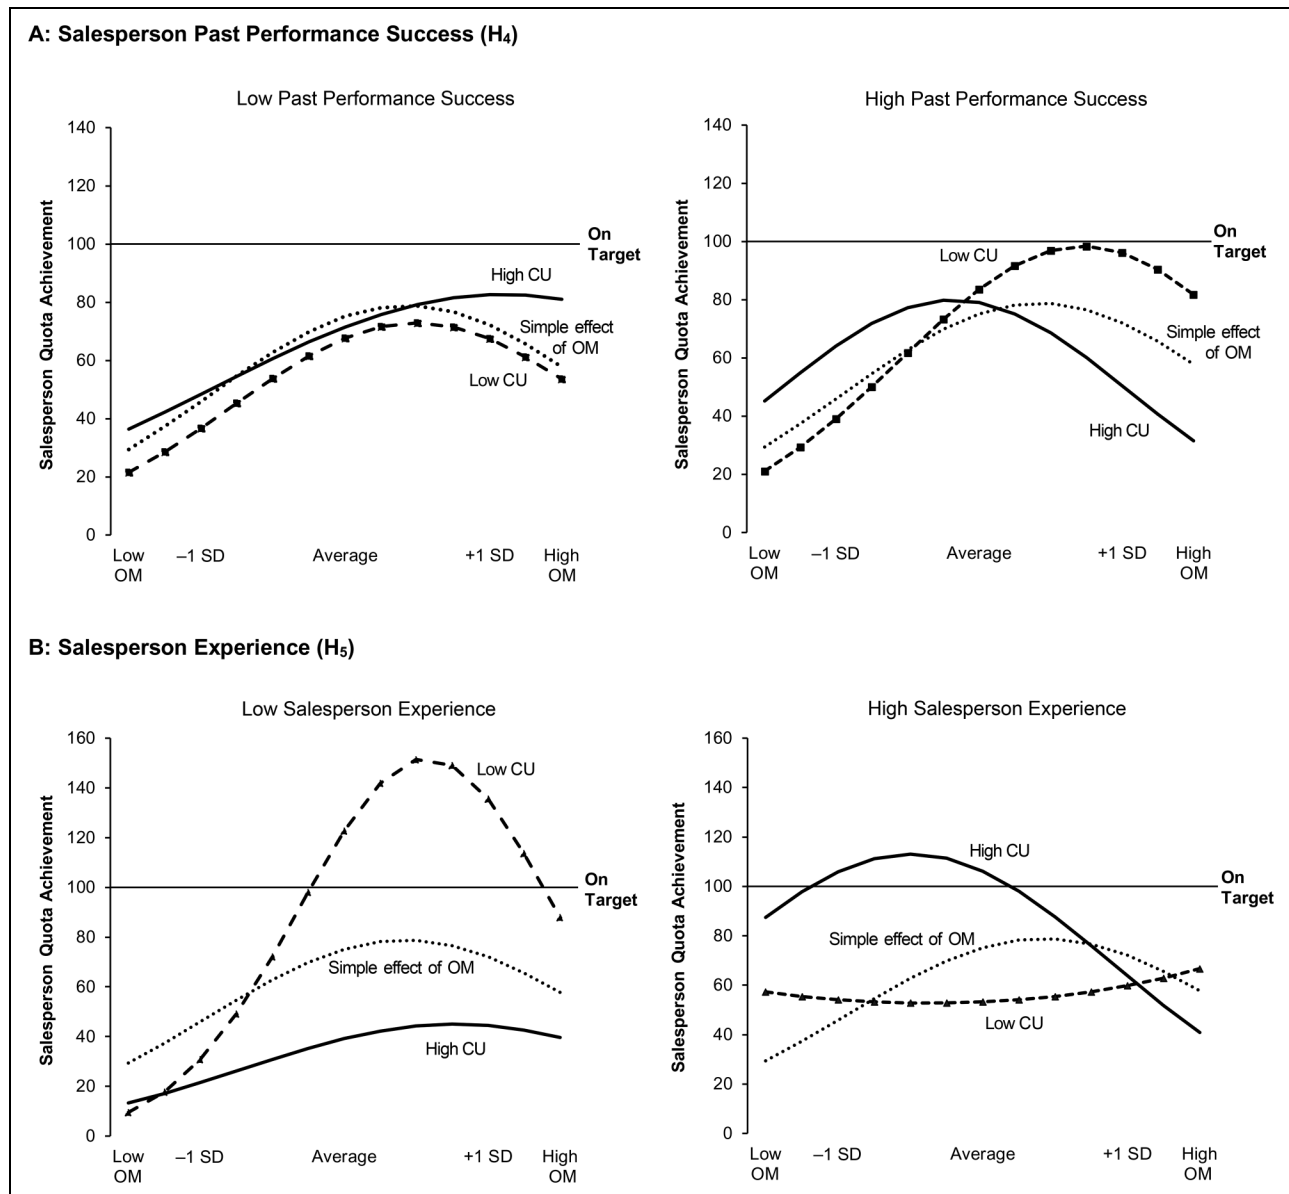 A: Salesperson Past Performance Success (H₄)
Low Past Performance Success
Salesperson Quota Achievement
140
120
100
80
60
40
20
0
On
Target
High CU
Simple effect
of OM
Low CU
Low
OM
–1 SD
Average
+1 SD
High
OM
High Past Performance Success
Salesperson Quota Achievement
140
120
100
80
60
40
20
0
On
Target
Low CU
Simple effect
of OM
High CU
Low
OM
–1 SD
Average
+1 SD
High
OM
B: Salesperson Experience (H₅)
Low Salesperson Experience
Salesperson Quota Achievement
160
140
120
100
80
60
40
20
0
Low CU
On
Target
Simple effect of OM
High CU
Low
OM
–1 SD
Average
+1 SD
High
OM
High Salesperson Experience
Salesperson Quota Achievement
160
140
120
100
80
60
40
20
0
High CU
On
Target
Simple effect of OM
Low CU
Low
OM
–1 SD
Average
+1 SD
High
OM